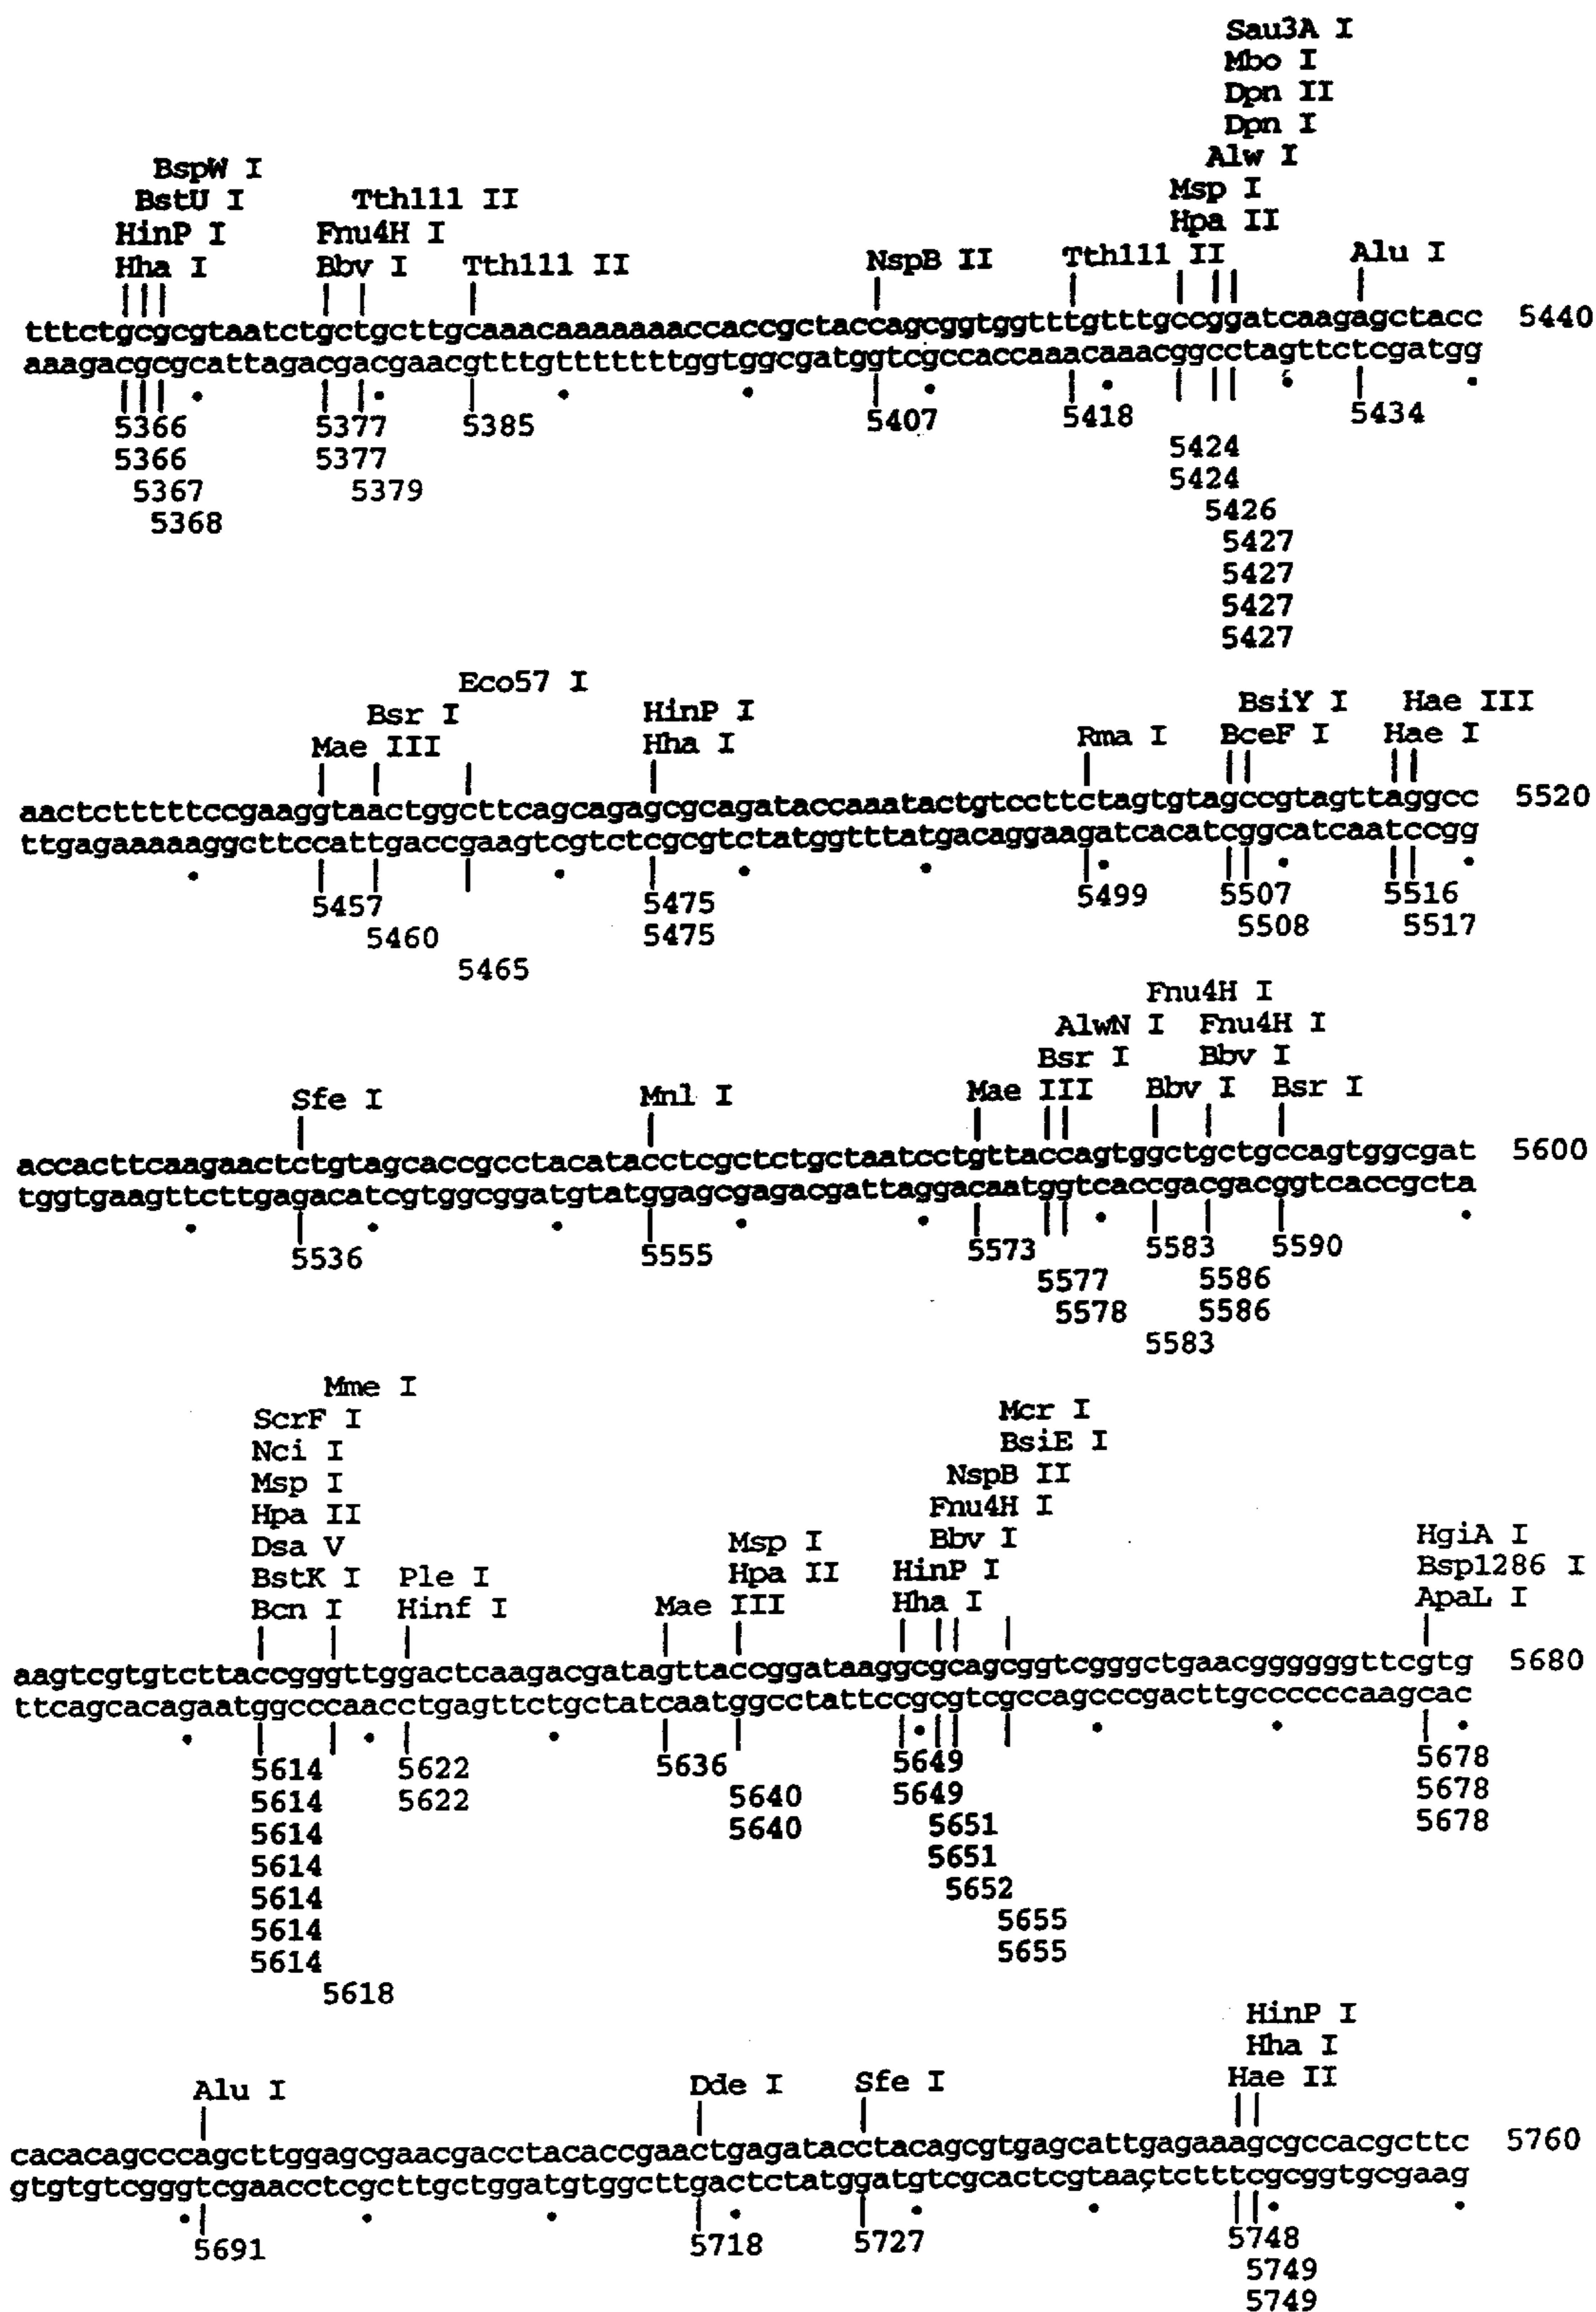 Sau3A I
Mbo I
Dpn II
Dpn I
BspW I Alw I
BstU I Tth111 II Msp I
HinP I Fnu4H I Hpa II
Hha I Bbv I Tth111 II NspB II Tth111 II Alu I
tttctgcgcgtaatctgctgcttgcaaacaaaaaaaccaccgctaccagcggtggtttgtttgccggatcaagagctacc 5440
aaagacgcgcattagacgacgaacgtttgtttttttggtggcgatggtcgccaccaaacaaacggcctagttctcgatgg
5366 5377 5385 5407 5418 5434
5366 5377 5424
5367 5379 5424
5368 5426
5427
5427
5427
5427
Eco57 I
Bsr I HinP I BsiY I Hae III
Mae III Hha I Rma I BceF I Hae I
aactctttttccgaaggtaactggcttcagcagagcgcagataccaaatactgtccttctagtgtagccgtagttaggcc 5520
ttgagaaaaaggcttccattgaccgaagtcgtctcgcgtctatggtttatgacaggaagatcacatcggcatcaatccgg
5457 5475 5499 5507 5516
5460 5475 5508 5517
5465
Fnu4H I
AlwN I Fnu4H I
Bsr I Bbv I
Sfe I Mnl I Mae III Bbv I Bsr I
accacttcaagaactctgtagcaccgcctacatacctcgctctgctaatcctgttaccagtggctgctgccagtggcgat 5600
tggtgaagttcttgagacatcgtggcggatgtatggagcgagacgattaggacaatggtcaccgacgacggtcaccgcta
5536 5555 5573 5583 5590
5577 5586
5578 5586
5583
Mme I
ScrF I Mcr I
Nci I BsiE I
Msp I NspB II
Hpa II Fnu4H I
Dsa V Msp I Bbv I HgiA I
BstK I Ple I Hpa II HinP I Bsp1286 I
Bcn I Hinf I Mae III Hha I ApaL I
aagtcgtgtcttaccgggttggactcaagacgatagttaccggataaggcgcagcggtcgggctgaacggggggttcgtg 5680
ttcagcacagaatggcccaacctgagttctgctatcaatggcctattccgcgtcgccagcccgacttgccccccaagcac
5614 5622 5636 5649 5678
5614 5622 5640 5649 5678
5614 5640 5651 5678
5614 5651
5614 5652
5614 5655
5614 5655
5618
HinP I
Hha I
Alu I Dde I Sfe I Hae II
cacacagcccagcttggagcgaacgacctacaccgaactgagatacctacagcgtgagcattgagaaagcgccacgcttc 5760
gtgtgtcgggtcgaacctcgcttgctggatgtggcttgactctatggatgtcgcactcgtaactctttcgcggtgcgaag
5691 5718 5727 5748
5749
5749